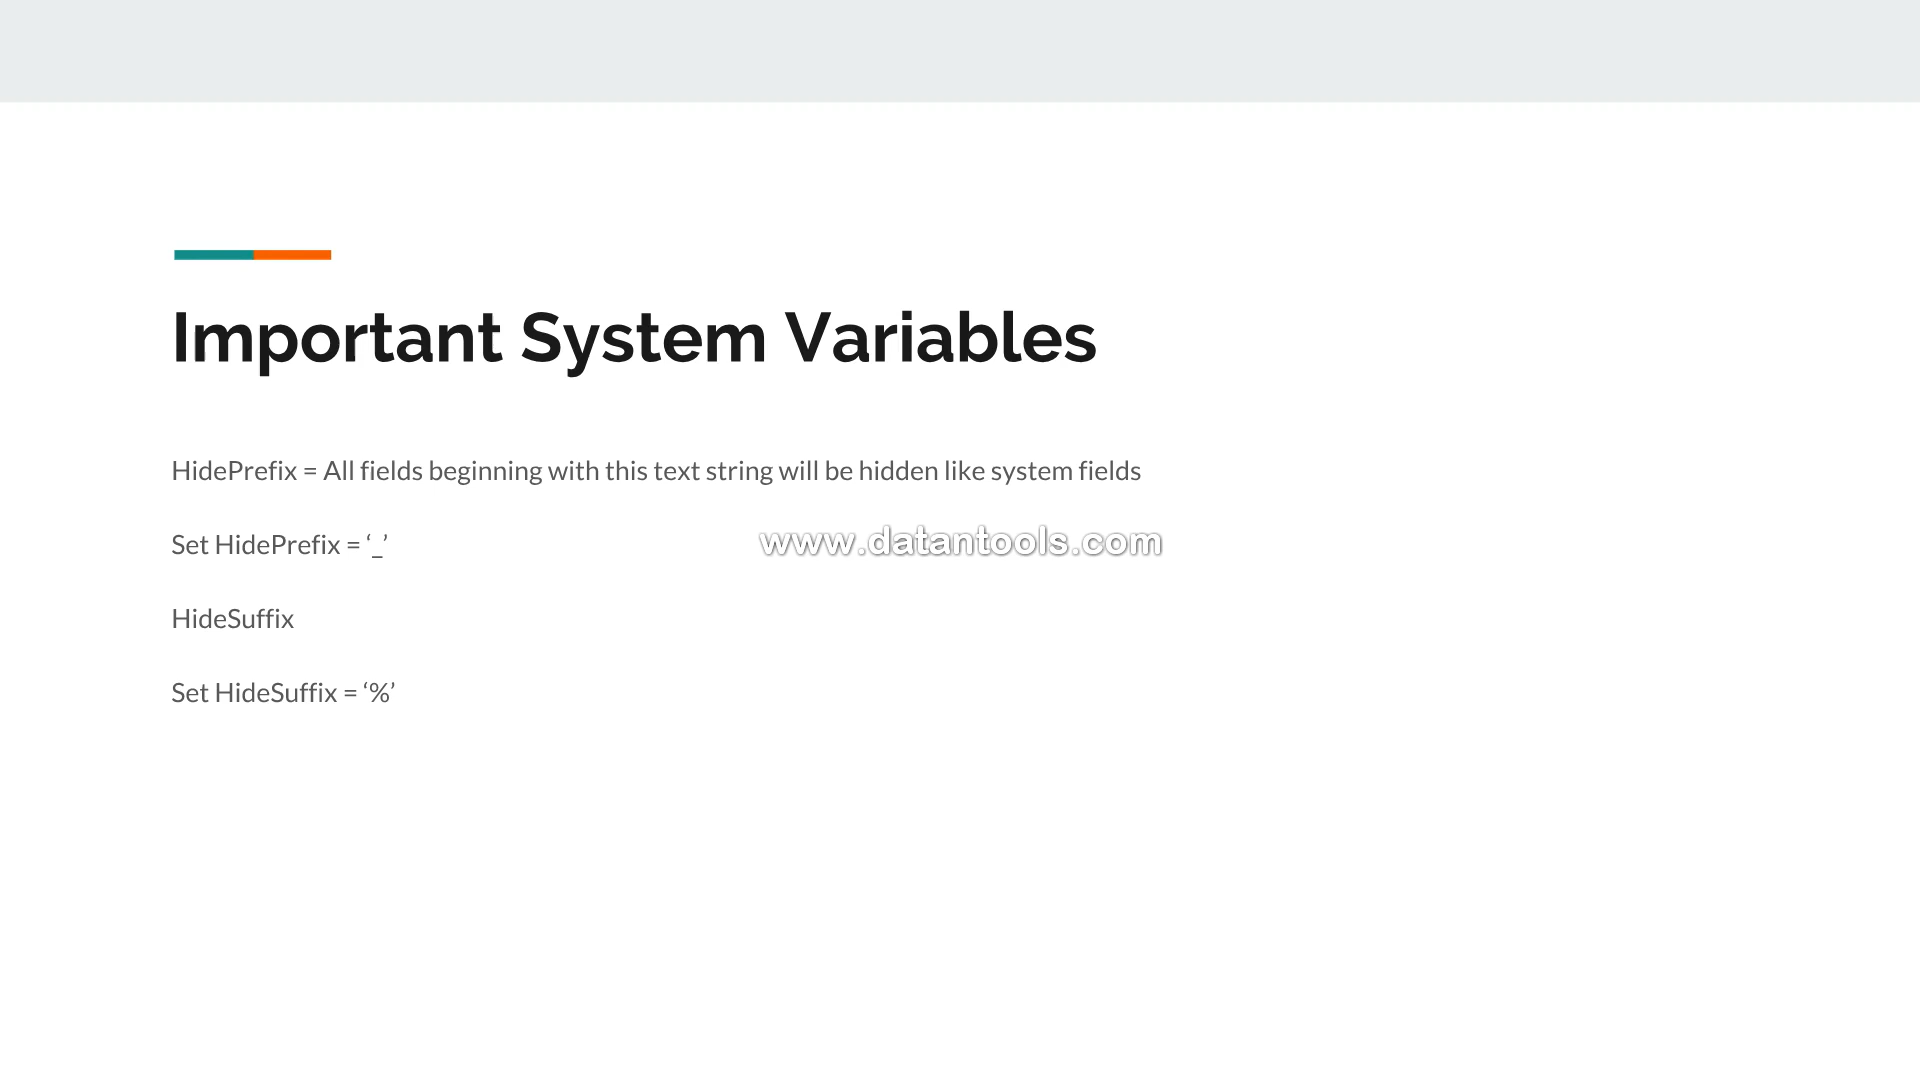 Important System Variables
HidePrefix = All fields beginning with this text string will be hidden like system fields
Set HidePrefix = ‘_’
www.datantools.com
HideSuffix
Set HideSuffix = ‘%’